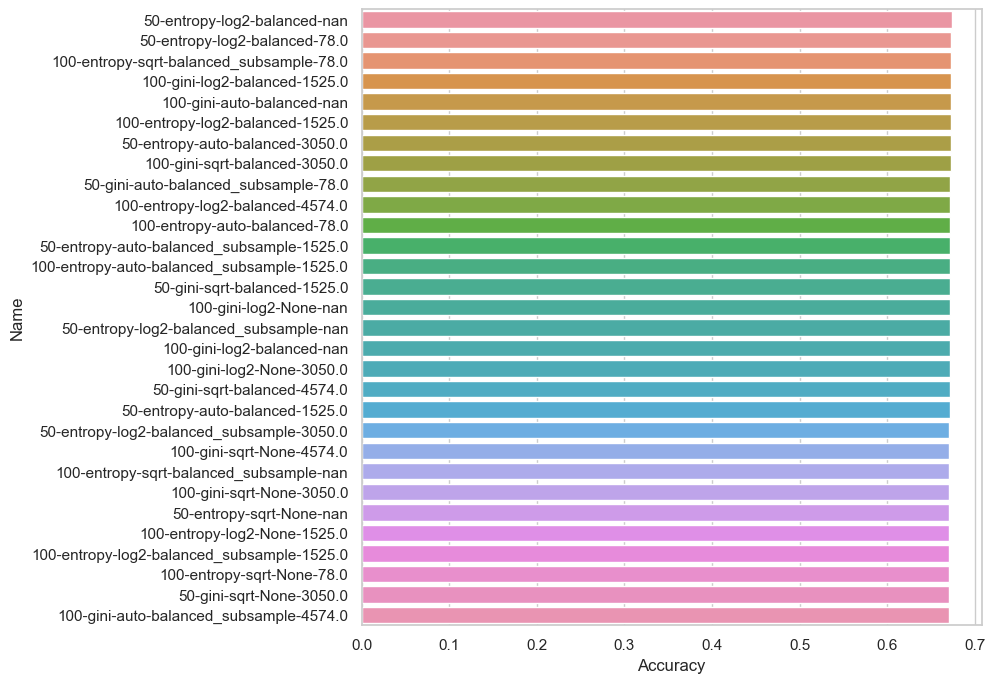 50-entropy-log2-balanced-nan
50-entropy-log2-balanced-78.0
100-entropy-sqrt-balanced_subsample-78.0
100-gini-log2-balanced-1525.0
100-gini-auto-balanced-nan
100-entropy-log2-balanced-1525.0
50-entropy-auto-balanced-3050.0
100-gini-sqrt-balanced-3050.0
50-gini-auto-balanced_subsample-78.0
100-entropy-log2-balanced-4574.0
100-entropy-auto-balanced-78.0
50-entropy-auto-balanced_subsample-1525.0
100-entropy-auto-balanced_subsample-1525.0
50-gini-sqrt-balanced-1525.0
100-gini-log2-None-nan
50-entropy-log2-balanced_subsample-nan
100-gini-log2-balanced-nan
100-gini-log2-None-3050.0
50-gini-sqrt-balanced-4574.0
50-entropy-auto-balanced-1525.0
50-entropy-log2-balanced_subsample-3050.0
100-gini-sqrt-None-4574.0
100-entropy-sqrt-balanced_subsample-nan
100-gini-sqrt-None-3050.0
50-entropy-sqrt-None-nan
100-entropy-log2-None-1525.0
100-entropy-log2-balanced_subsample-1525.0
100-entropy-sqrt-None-78.0
50-gini-sqrt-None-3050.0
100-gini-auto-balanced_subsample-4574.0
Name
0.0 0.1 0.2 0.3 0.4 0.5 0.6 0.7
Accuracy